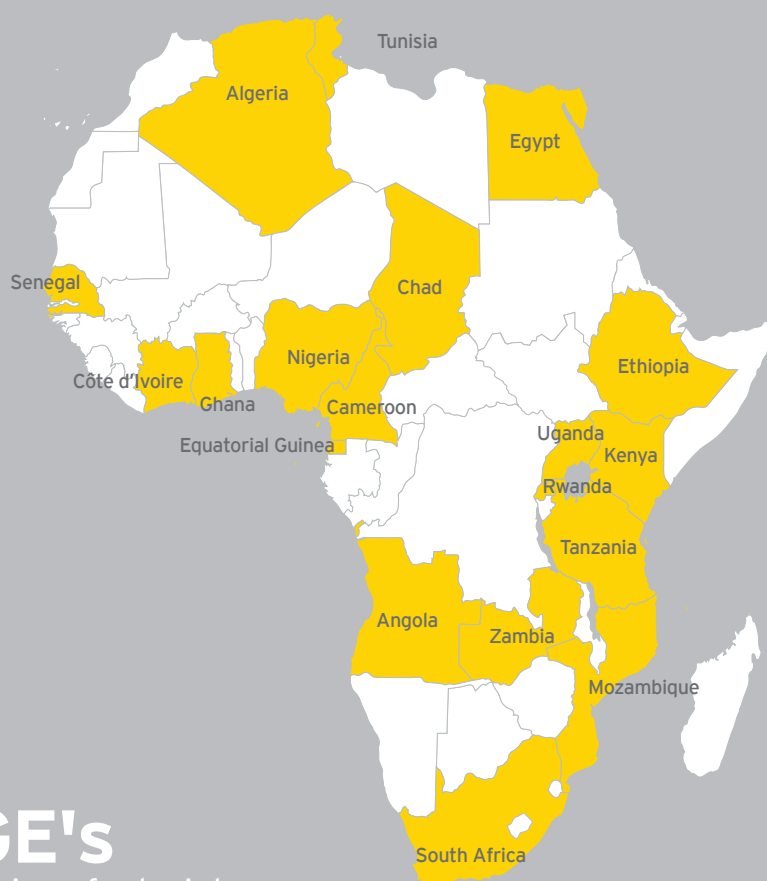 Tunisia
Algeria
Egypt
Senegal
Chad
Nigeria
Ethiopia
Côte d'Ivoire
Ghana
Cameroon
Uganda
Equatorial Guinea
Kenya
Rwanda
Tanzania
Angola
Zambia
Mozambique
GE's
South Africa